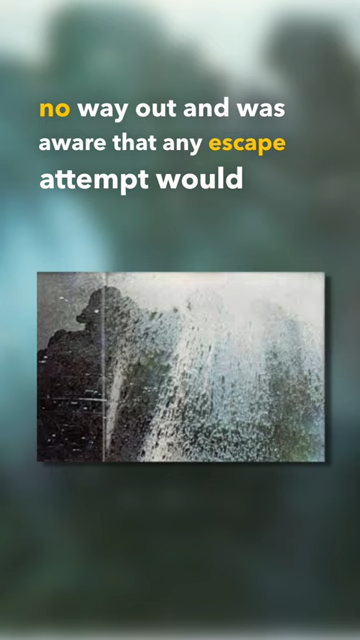 no way out and was
aware that any escape
attempt would